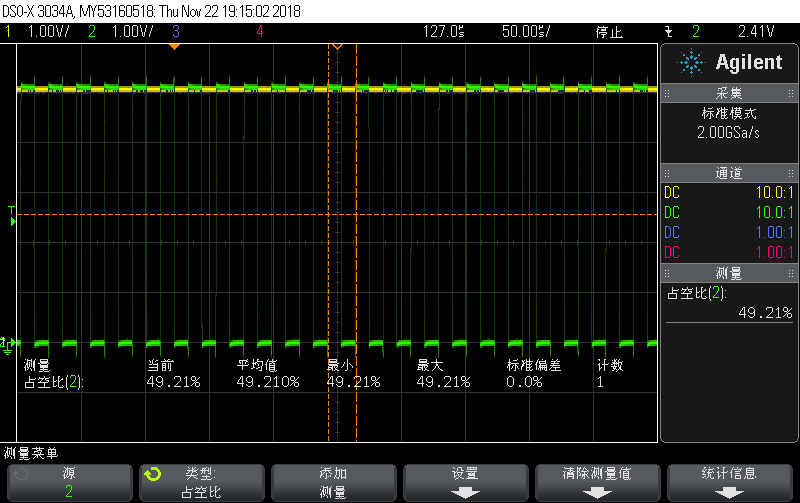 DSO-X 3034A, MY53160518: Thu Nov 22 19:15:02 2018
1 1.00V/ 2 1.00V/ 3 4 127.0s 50.00s/ 停止 2 2.41V
Agilent
采集
标准模式
2.00GSa/s
通道
DC 10.0:1
DC 10.0:1
DC 1.00:1
DC 1.00:1
测量
占空比(2):
49.21%
T
测量 当前 平均值 最小 最大 标准偏差 计数
占空比(2): 49.21% 49.210% 49.21% 49.21% 0.0% 1
测量菜单
源
2
类型:
占空比
添加
测量
设置
清除测量值
统计信息